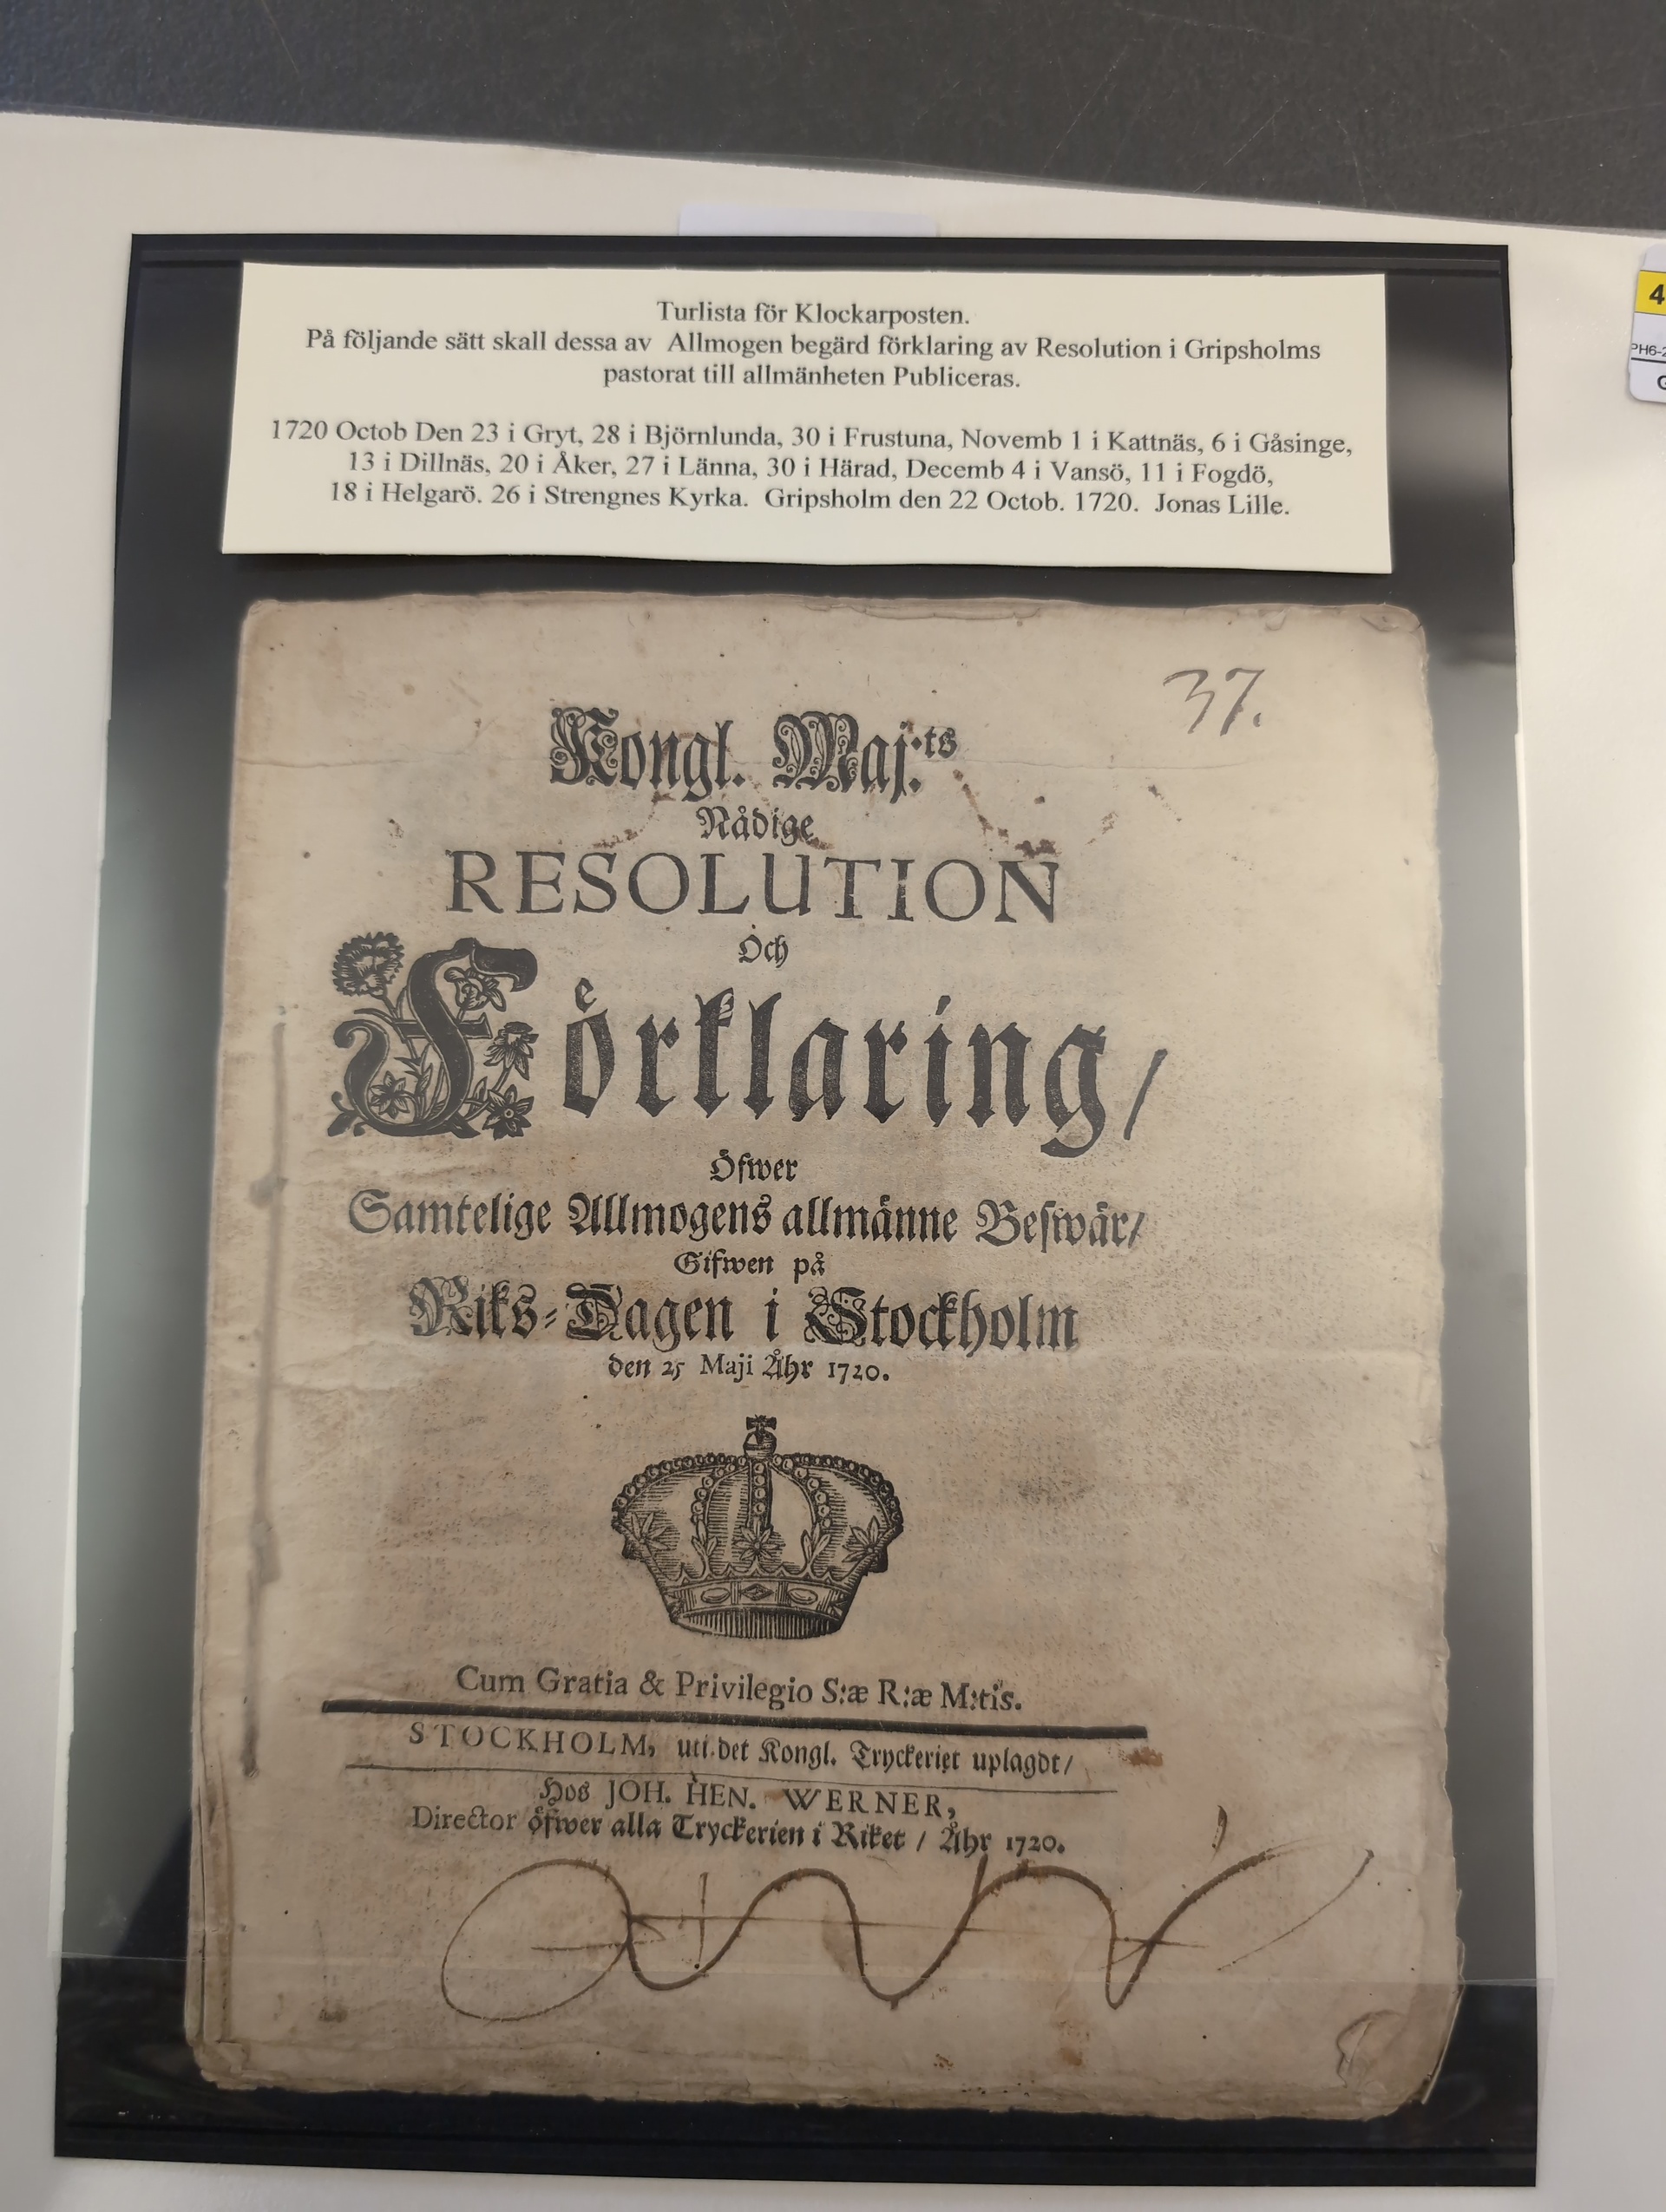 Turlista för Klockarposten.
På följande sätt skall dessa av Allmogen begärd förklaring av Resolution i Gripsholms
pastorat till allmänheten Publiceras.
1720 Octob Den 23 i Gryt, 28 i Björnlunda, 30 i Frustuna, Novemb 1 i Kattnäs, 6 i Gåsinge,
13 i Dillnäs, 20 i Åker, 27 i Länna, 30 i Härad, Decemb 4 i Vansö, 11 i Fogdö,
18 i Helgarö. 26 i Strengnes Kyrka. Gripsholm den 22 Octob. 1720. Jonas Lille.
4
PH6-2
37.
Kongl. Maj:ts
Nådige
RESOLUTION
Och
Förklaring/
Öfwer
Samtelige Allmogens allmänne Beswär/
Gifwen på
Riks-Dagen i Stockholm
den 25 Maji Åhr 1720.
Cum Gratia & Privilegio S:æ R:æ M:tis.
STOCKHOLM, uti det Kongl. Tryckeriet uplagdt/
Hos JOH. HEN. WERNER,
Director öfwer alla Tryckerien i Riket / Åhr 1720.